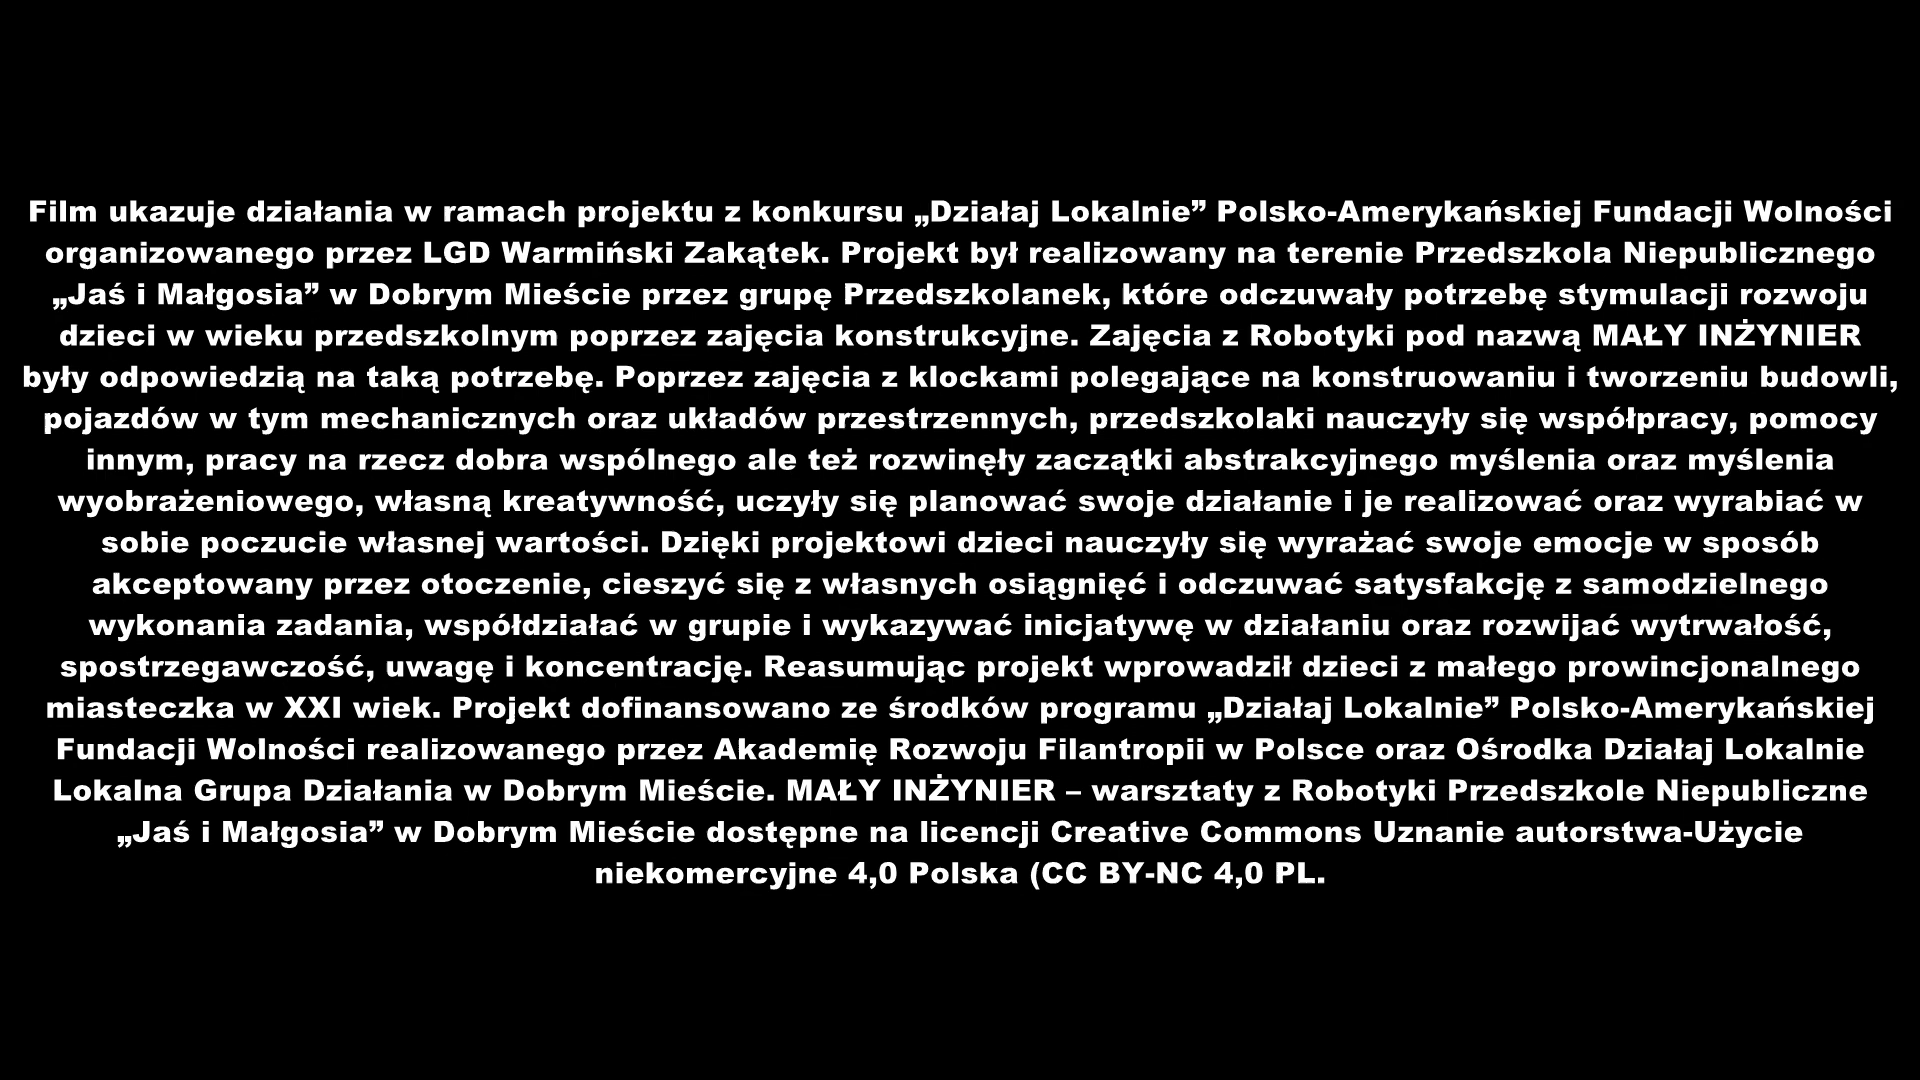 Film ukazuje działania w ramach projektu z konkursu „Działaj Lokalnie” Polsko-Amerykańskiej Fundacji Wolności
organizowanego przez LGD Warmiński Zakątek. Projekt był realizowany na terenie Przedszkola Niepublicznego
„Jaś i Małgosia” w Dobrym Mieście przez grupę Przedszkolanek, które odczuwały potrzebę stymulacji rozwoju
dzieci w wieku przedszkolnym poprzez zajęcia konstrukcyjne. Zajęcia z Robotyki pod nazwą MAŁY INŻYNIER
były odpowiedzią na taką potrzebę. Poprzez zajęcia z klockami polegające na konstruowaniu i tworzeniu budowli,
pojazdów w tym mechanicznych oraz układów przestrzennych, przedszkolaki nauczyły się współpracy, pomocy
innym, pracy na rzecz dobra wspólnego ale też rozwinęły zaczątki abstrakcyjnego myślenia oraz myślenia
wyobrażeniowego, własną kreatywność, uczyły się planować swoje działanie i je realizować oraz wyrabiać w
sobie poczucie własnej wartości. Dzięki projektowi dzieci nauczyły się wyrażać swoje emocje w sposób
akceptowany przez otoczenie, cieszyć się z własnych osiągnięć i odczuwać satysfakcję z samodzielnego
wykonania zadania, współdziałać w grupie i wykazywać inicjatywę w działaniu oraz rozwijać wytrwałość,
spostrzegawczość, uwagę i koncentrację. Reasumując projekt wprowadził dzieci z małego prowincjonalnego
miasteczka w XXI wiek. Projekt dofinansowano ze środków programu „Działaj Lokalnie” Polsko-Amerykańskiej
Fundacji Wolności realizowanego przez Akademię Rozwoju Filantropii w Polsce oraz Ośrodka Działaj Lokalnie
Lokalna Grupa Działania w Dobrym Mieście. MAŁY INŻYNIER – warsztaty z Robotyki Przedszkole Niepubliczne
„Jaś i Małgosia” w Dobrym Mieście dostępne na licencji Creative Commons Uznanie autorstwa-Użycie
niekomercyjne 4,0 Polska (CC BY-NC 4,0 PL.